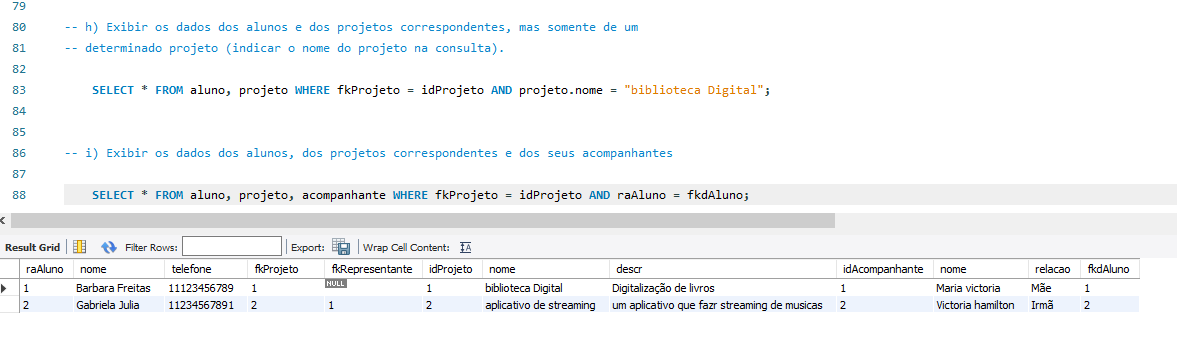 79
80 -- h) Exibir os dados dos alunos e dos projetos correspondentes, mas somente de um
81 -- determinado projeto (indicar o nome do projeto na consulta).
82
83 SELECT * FROM aluno, projeto WHERE fkProjeto = idProjeto AND projeto.nome = "biblioteca Digital";
84
85
86 -- i) Exibir os dados dos alunos, dos projetos correspondentes e dos seus acompanhantes
87
88 SELECT * FROM aluno, projeto, acompanhante WHERE fkProjeto = idProjeto AND raAluno = fkdAluno;
Result Grid Filter Rows: Export: Wrap Cell Content:
raAluno nome telefone fkProjeto fkRepresentante idProjeto nome descr idAcompanhante nome relacao fkdAluno
1 Barbara Freitas 11123456789 1 NULL 1 biblioteca Digital Digitalização de livros 1 Maria victoria Mãe 1
2 Gabriela Julia 11234567891 2 1 2 aplicativo de streaming um aplicativo que fazr streaming de musicas 2 Victoria hamilton Irmã 2